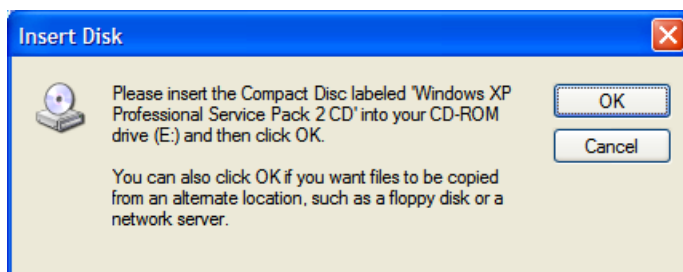 Insert Disk
Please insert the Compact Disc labeled 'Windows XP
Professional Service Pack 2 CD' into your CD-ROM
drive (E:) and then click OK.
You can also click OK if you want files to be copied
from an alternate location, such as a floppy disk or a
network server.
OK
Cancel